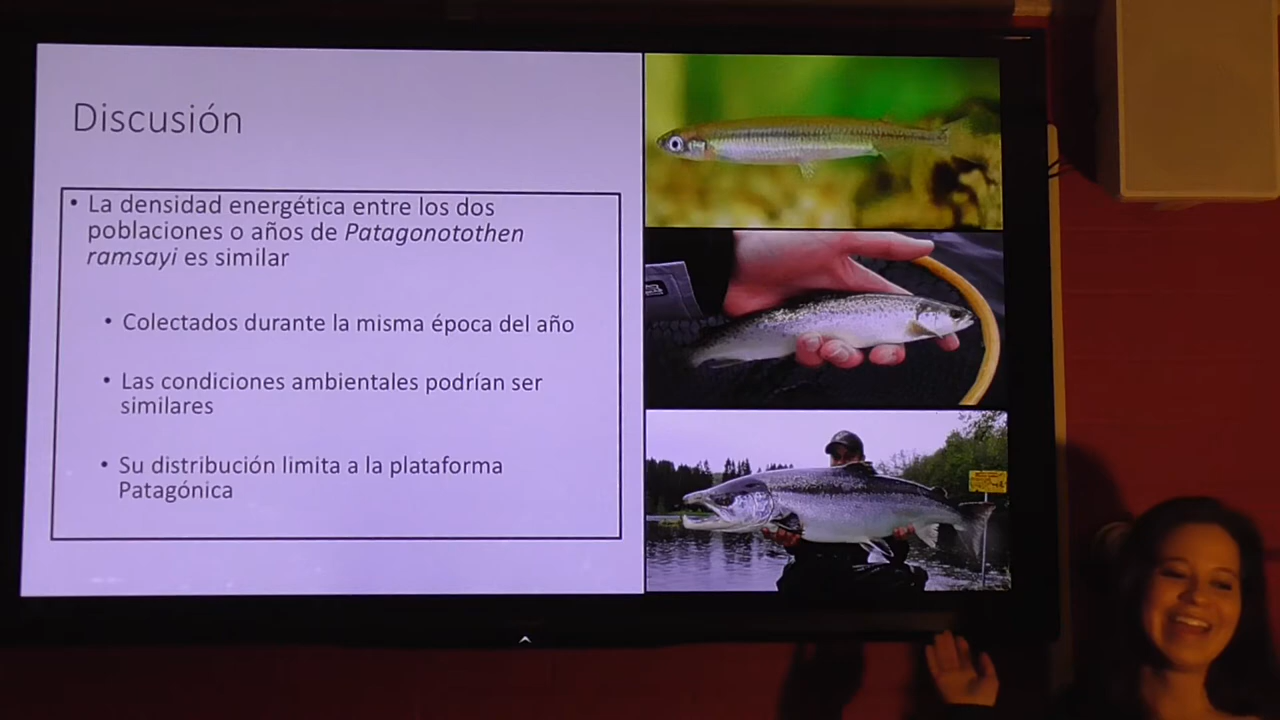 Discusión
• La densidad energética entre los dos
poblaciones o años de Patagonotothen
ramsayi es similar
• Colectados durante la misma época del año
• Las condiciones ambientales podrían ser
similares
• Su distribución limita a la plataforma
Patagónica